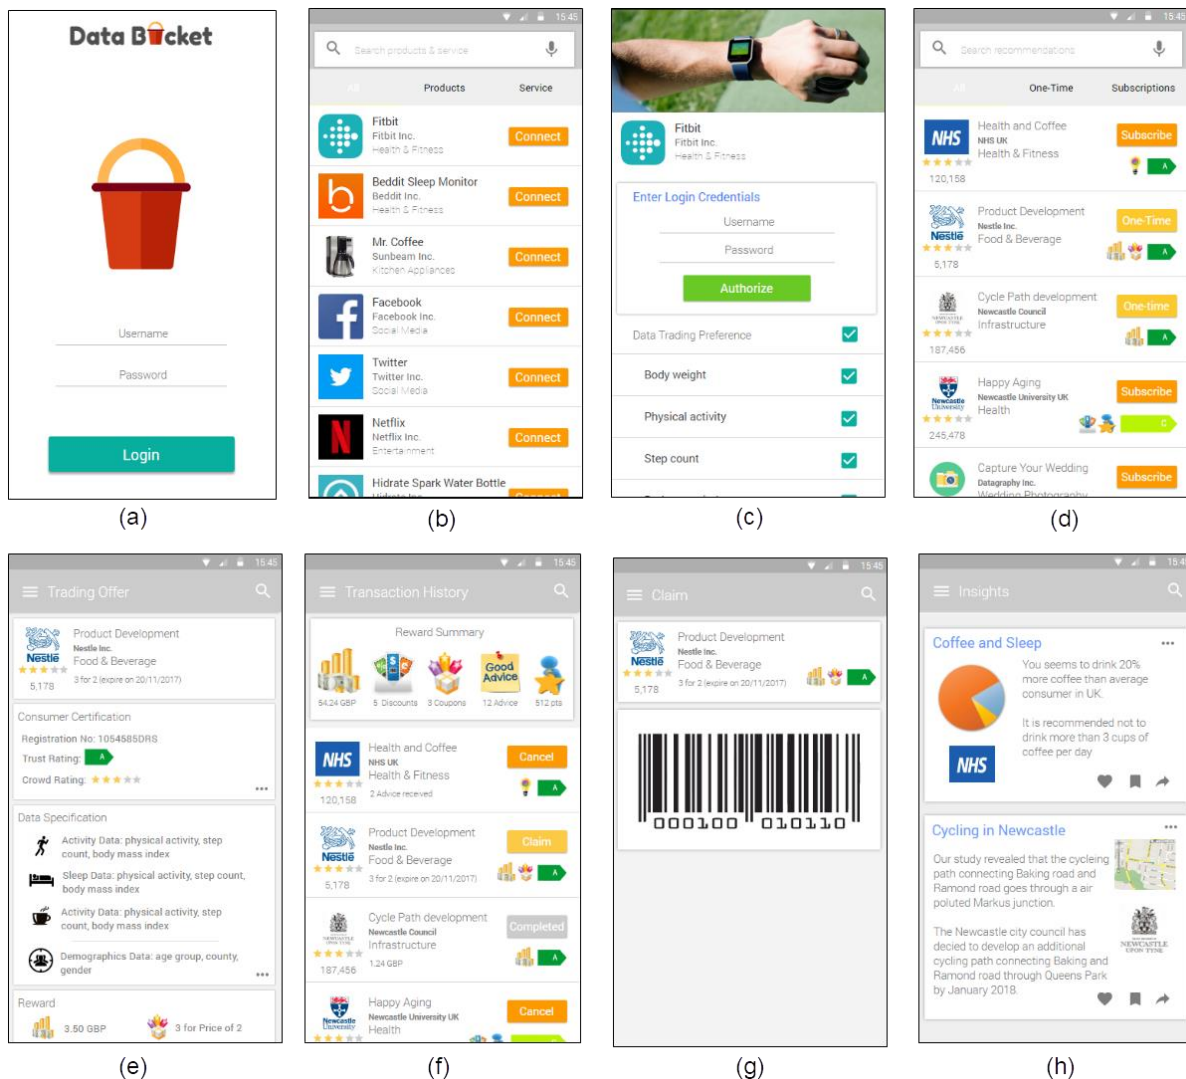 Data Bucket
Username
Password
Login
(a)
15:45
Search products & service
All
Products
Service
Fitbit
Fitbit Inc.
Health & Fitness
Connect
Beddit Sleep Monitor
Beddit Inc.
Health & Fitness
Connect
Mr. Coffee
Sunbeam Inc.
Kitchen Appliances
Connect
Facebook
Facebook Inc.
Social Media
Connect
Twitter
Twitter Inc.
Social Media
Connect
Netflix
Netflix Inc.
Entertainment
Connect
Hidrate Spark Water Bottle
(b)
Fitbit
Fitbit Inc.
Health & Fitness
Enter Login Credentials
Username
Password
Authorize
Data Trading Preference
Body weight
Physical activity
Step count
(c)
15:45
Search recommendations
All
One-Time
Subscriptions
NHS
Health and Coffee
NHS UK
Health & Fitness
120,158
Subscribe
A
Nestlé
Product Development
Nestle Inc.
Food & Beverage
5,178
One-Time
A
Cycle Path development
Newcastle Council
Infrastructure
187,456
One-time
A
Newcastle
University
Happy Aging
Newcastle University UK
Health
245,478
Subscribe
C
Capture Your Wedding
Datagraphy Inc.
Wedding Photography
Subscribe
(d)
15:45
Trading Offer
Nestlé
Product Development
Nestle Inc.
Food & Beverage
3 for 2 (expire on 20/11/2017)
5,178
Consumer Certification
Registration No: 1054585DRS
Trust Rating: A
Crowd Rating:
Data Specification
Activity Data: physical activity, step
count, body mass index
Sleep Data: physical activity, step count,
body mass index
Activity Data: physical activity, step
count, body mass index
Demographics Data: age group, county,
gender
Reward
3.50 GBP
3 for Price of 2
(e)
15:45
Transaction History
Reward Summary
Good
Advice
54.24 GBP
5 Discounts
3 Coupons
12 Advice
512 pts
NHS
Health and Coffee
NHS UK
Health & Fitness
2 Advice received
120,158
Cancel
A
Nestlé
Product Development
Nestle Inc.
Food & Beverage
3 for 2 (expire on 20/11/2017)
5,178
Claim
A
Cycle Path development
Newcastle Council
Infrastructure
1.24 GBP
187,456
Completed
A
Newcastle
University
Happy Aging
Newcastle University UK
Health
Cancel
(f)
15:45
Claim
Nestlé
Product Development
Nestle Inc.
Food & Beverage
3 for 2 (expire on 20/11/2017)
5,178
A
000100 010110
(g)
Insights
Coffee and Sleep
You seems to drink 20%
more coffee than average
consumer in UK.
It is recommended not to
drink more than 3 cups of
coffee per day
NHS
Cycling in Newcastle
Our study revealed that the cycleing
path connecting Baking road and
Ramond road goes through a air
poluted Markus junction.
The Newcastle city council has
decied to develop an additional
cycling path connecting Baking and
Ramond road through Queens Park
by January 2018.
NEWCASTLE
UPON TYNE
(h)